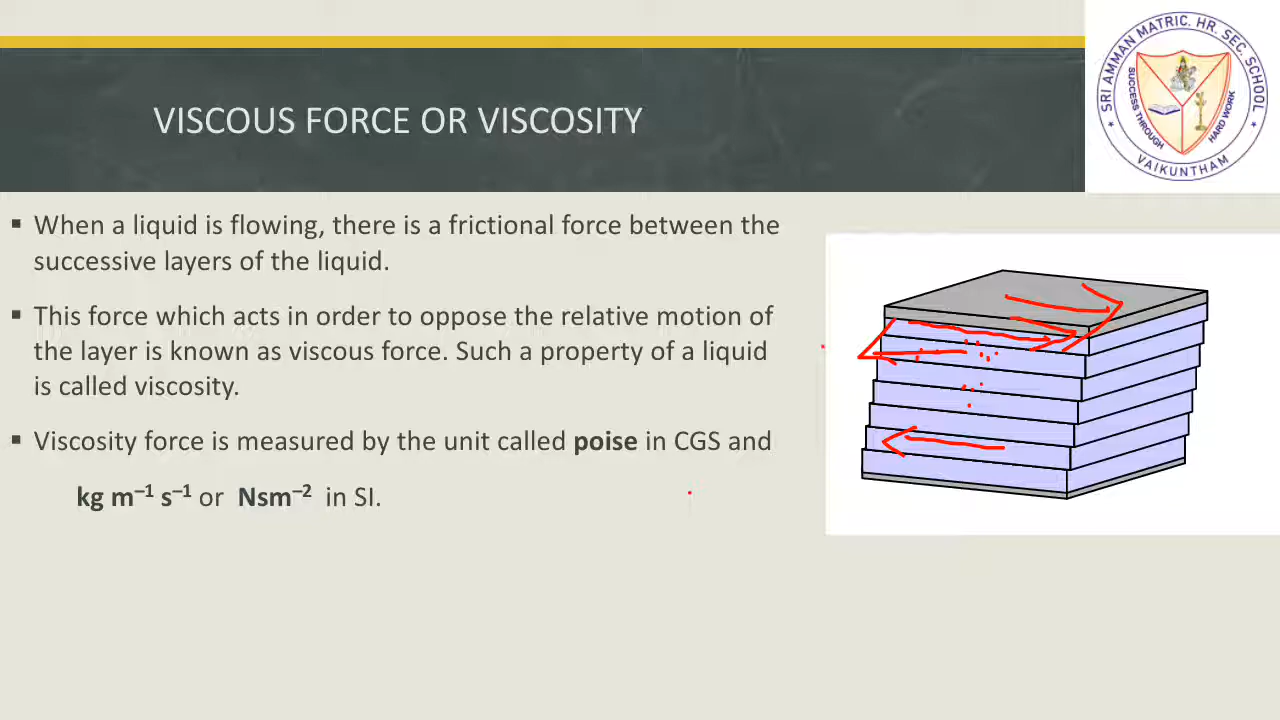 VISCOUS FORCE OR VISCOSITY
SRI AMMAN MATRIC. HR. SEC. SCHOOL
SUCCESS THROUGH
HARD WORK
VAIKUNTHAM
▪ When a liquid is flowing, there is a frictional force between the
successive layers of the liquid.
▪ This force which acts in order to oppose the relative motion of
the layer is known as viscous force. Such a property of a liquid
is called viscosity.
▪ Viscosity force is measured by the unit called poise in CGS and
kg m⁻¹ s⁻¹ or Nsm⁻² in SI.